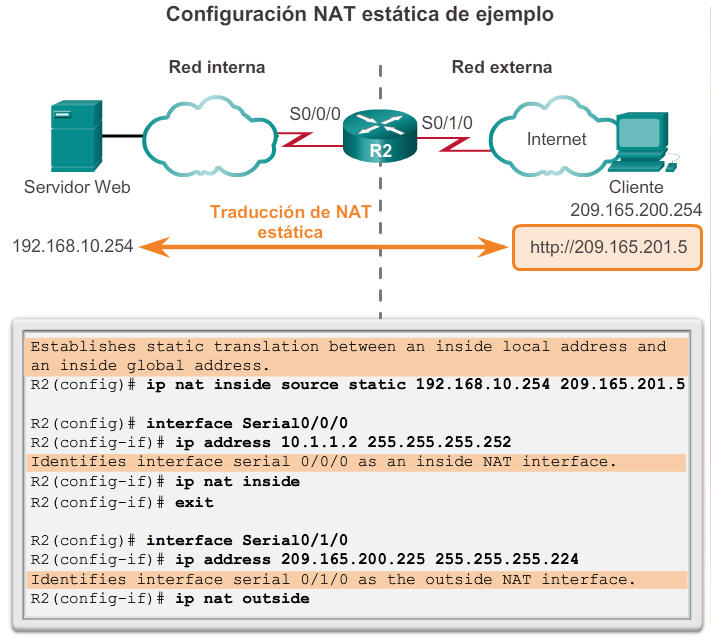 Configuración NAT estática de ejemplo
Red interna
Red externa
S0/0/0
S0/1/0
R2
Internet
Servidor Web
Cliente
209.165.200.254
Traducción de NAT
estática
192.168.10.254
http://209.165.201.5
Establishes static translation between an inside local address and
an inside global address.
R2(config)# ip nat inside source static 192.168.10.254 209.165.201.5
R2(config)# interface Serial0/0/0
R2(config-if)# ip address 10.1.1.2 255.255.255.252
Identifies interface serial 0/0/0 as an inside NAT interface.
R2(config-if)# ip nat inside
R2(config-if)# exit
R2(config)# interface Serial0/1/0
R2(config-if)# ip address 209.165.200.225 255.255.255.224
Identifies interface serial 0/1/0 as the outside NAT interface.
R2(config-if)# ip nat outside